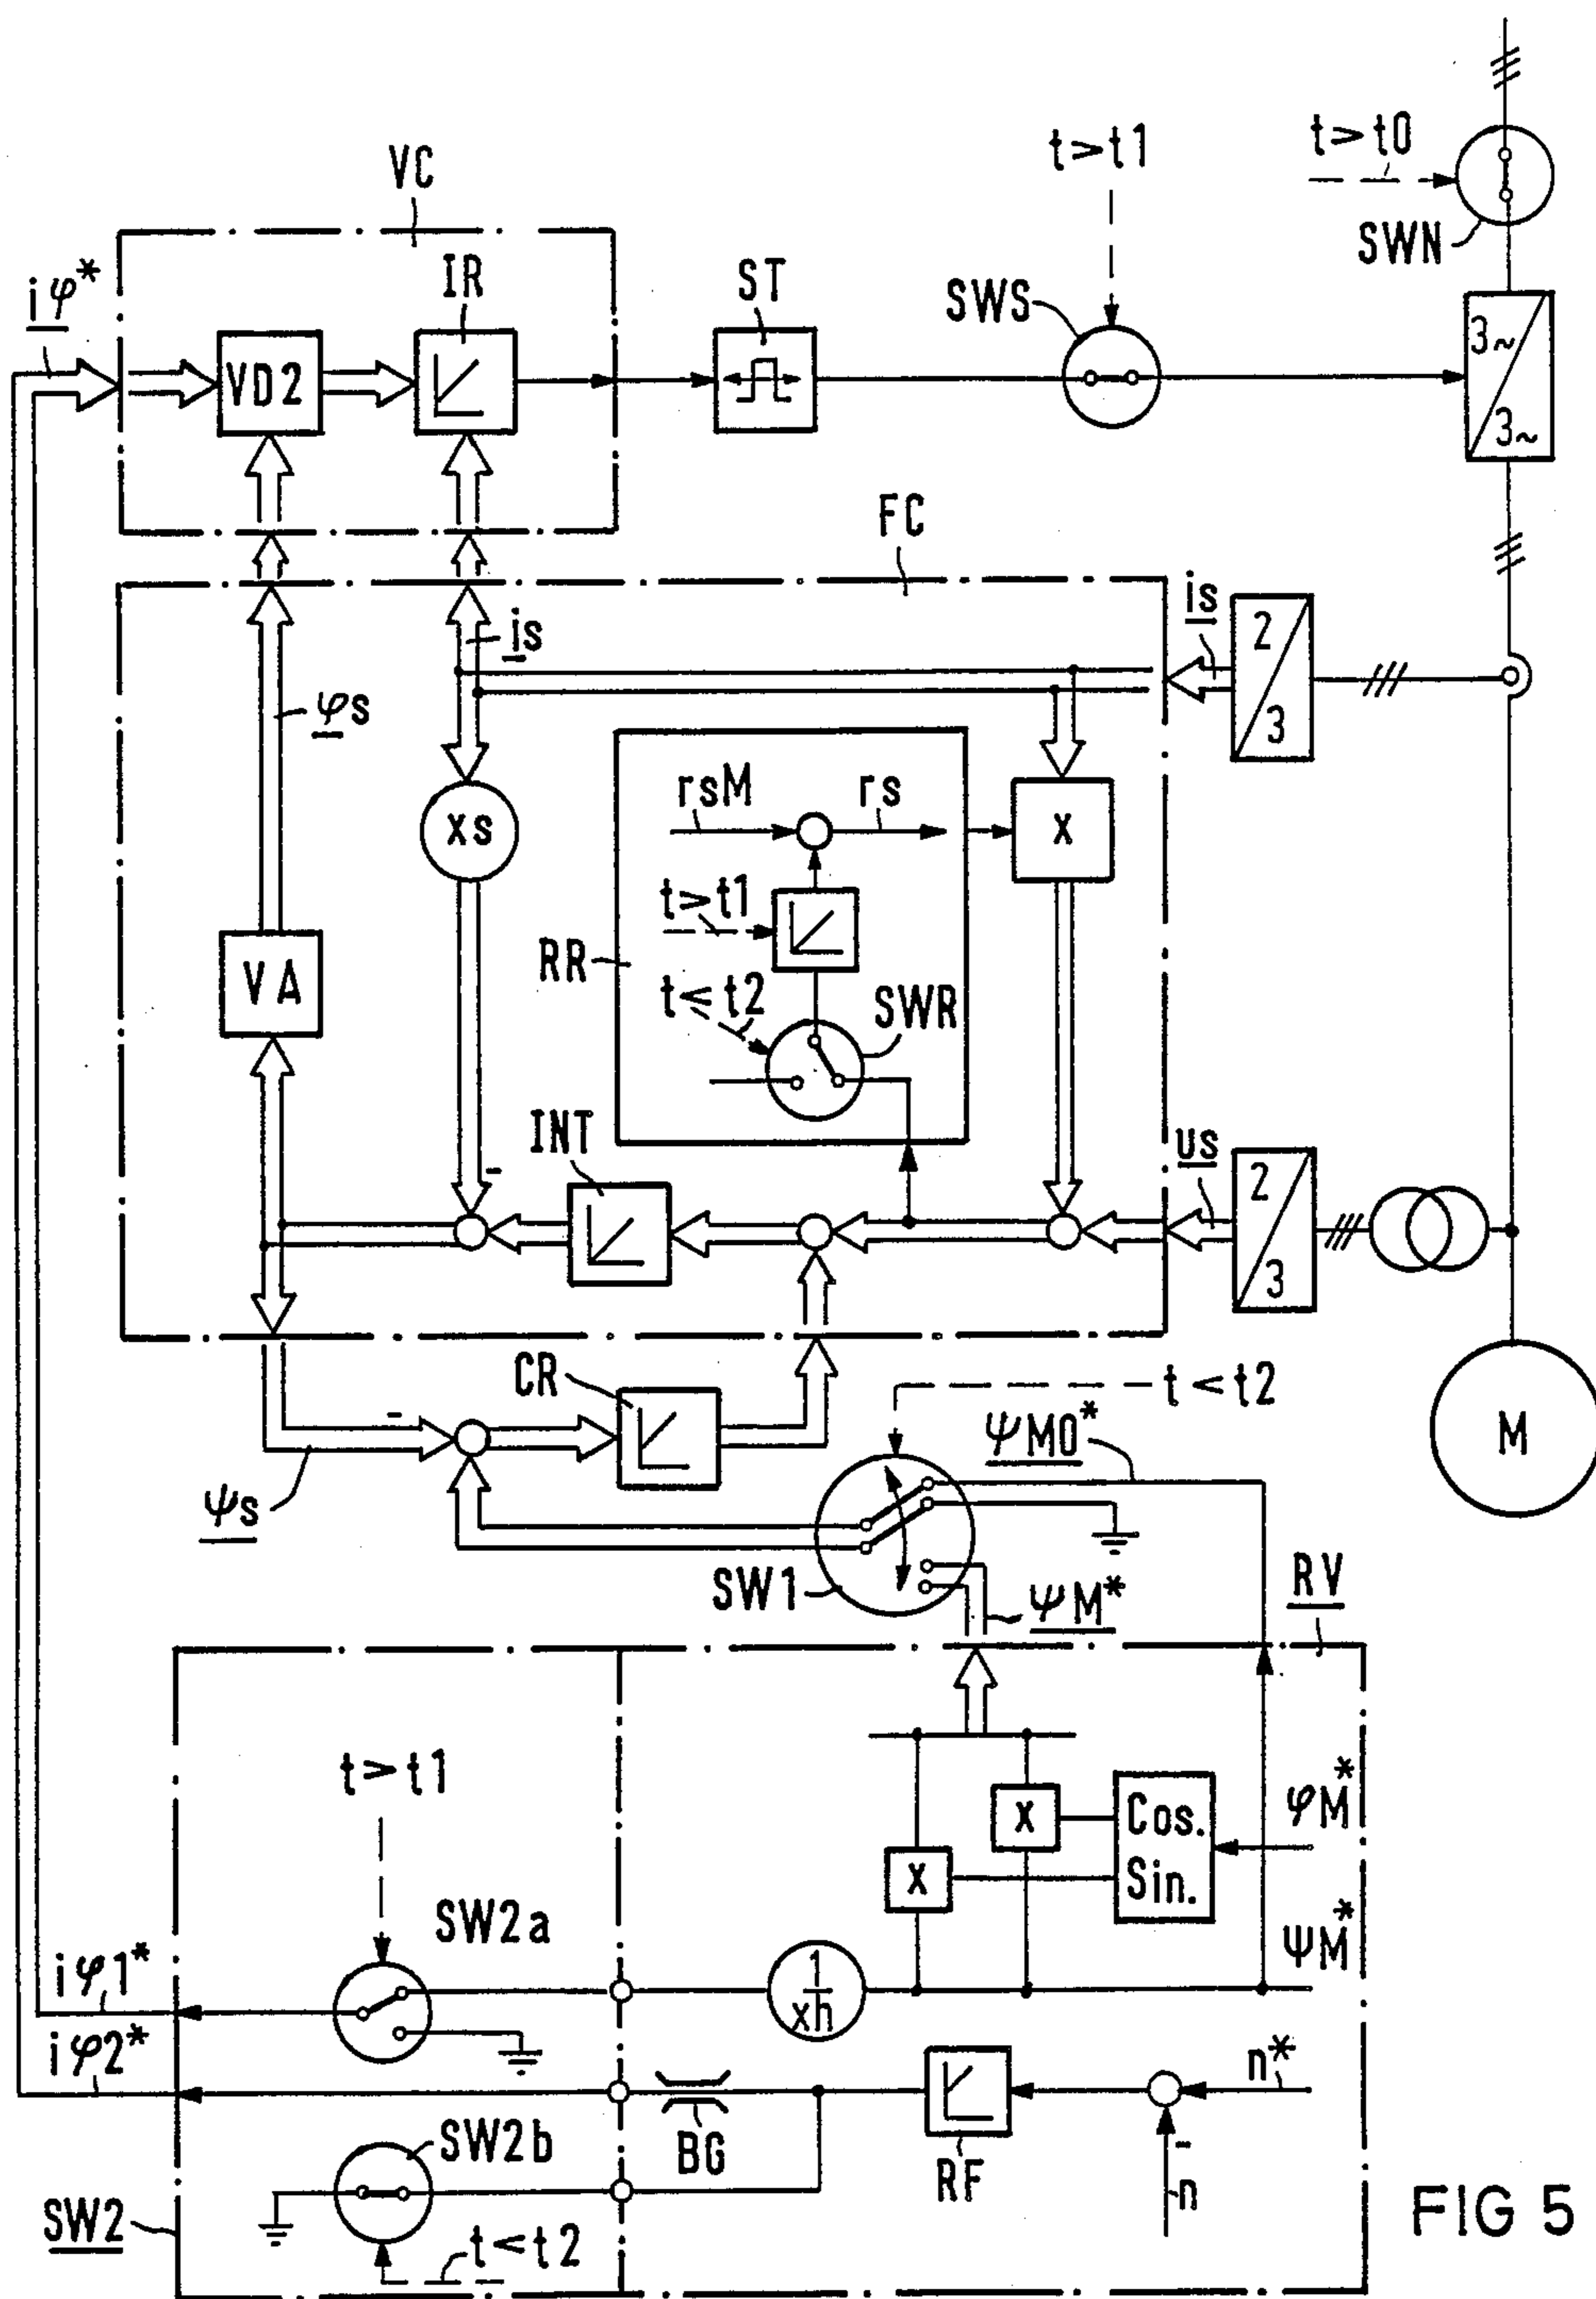 t>t1
t>t0
VC
SWN
iφ*
IR
ST
SWS
VD2
3~
3~
FC
is
is
2
3
φs
rsM
rs
xs
X
t>t1
RR
VA
t<t2
SWR
INT
-
us
2
3
CR
t<t2
-
ψM0*
M
ψs
SW1
ψM*
RV
t>t1
φM*
X
Cos.
X
Sin.
SW2a
ψM*
iφ1*
1
xh
iφ2*
n*
SW2b
BG
RF
-
n
SW2
t<t2
FIG 5